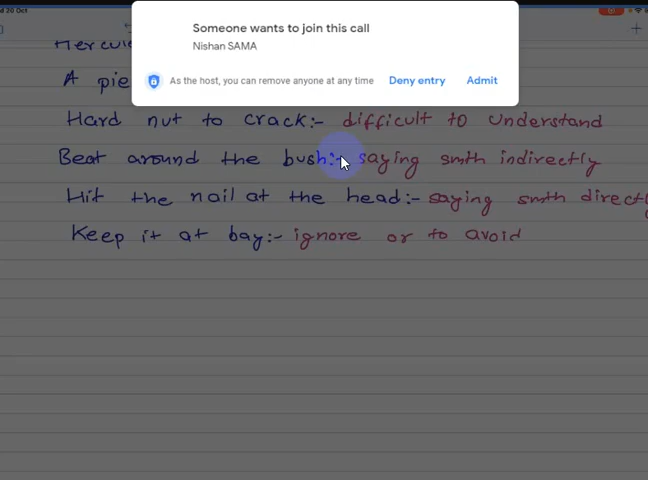 d 20 Oct
Someone wants to join this call
Nishan SAMA
As the host, you can remove anyone at any time
Deny entry
Admit
A pie
Hard nut to crack:- difficult to understand
Beat around the bush:- saying smth indirectly
Hit the nail at the head:- saying smth direct
Keep it at bay:- ignore or to avoid